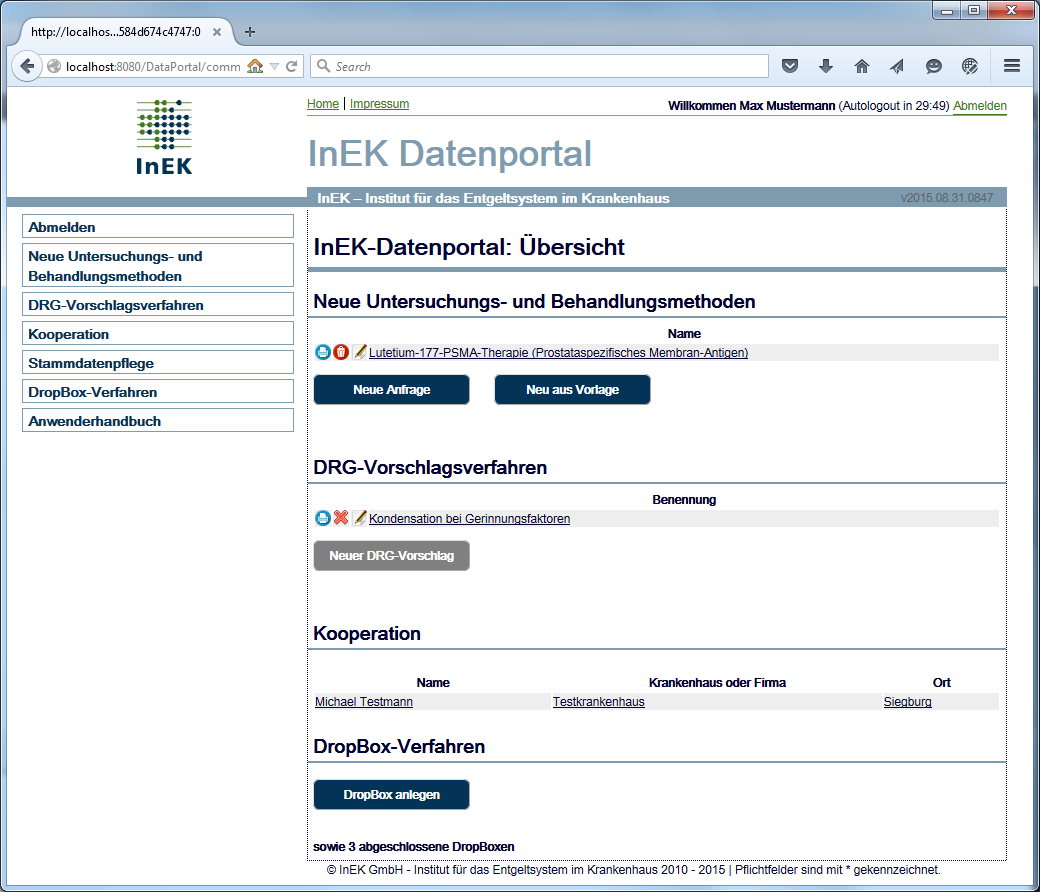 http://localhos...584d674c4747:0
localhost:8080/DataPortal/comm
Search
InEK
Home | Impressum
Willkommen Max Mustermann (Autologout in 29:49) Abmelden
InEK Datenportal
InEK – Institut für das Entgeltsystem im Krankenhaus
v2015.08.31.0847
Abmelden
Neue Untersuchungs- und
Behandlungsmethoden
DRG-Vorschlagsverfahren
Kooperation
Stammdatenpflege
DropBox-Verfahren
Anwenderhandbuch
InEK-Datenportal: Übersicht
Neue Untersuchungs- und Behandlungsmethoden
Name
Lutetium-177-PSMA-Therapie (Prostataspezifisches Membran-Antigen)
Neue Anfrage
Neu aus Vorlage
DRG-Vorschlagsverfahren
Benennung
Kondensation bei Gerinnungsfaktoren
Neuer DRG-Vorschlag
Kooperation
Name Krankenhaus oder Firma Ort
Michael Testmann Testkrankenhaus Siegburg
DropBox-Verfahren
DropBox anlegen
sowie 3 abgeschlossene DropBoxen
© InEK GmbH - Institut für das Entgeltsystem im Krankenhaus 2010 - 2015 | Pflichtfelder sind mit * gekennzeichnet.